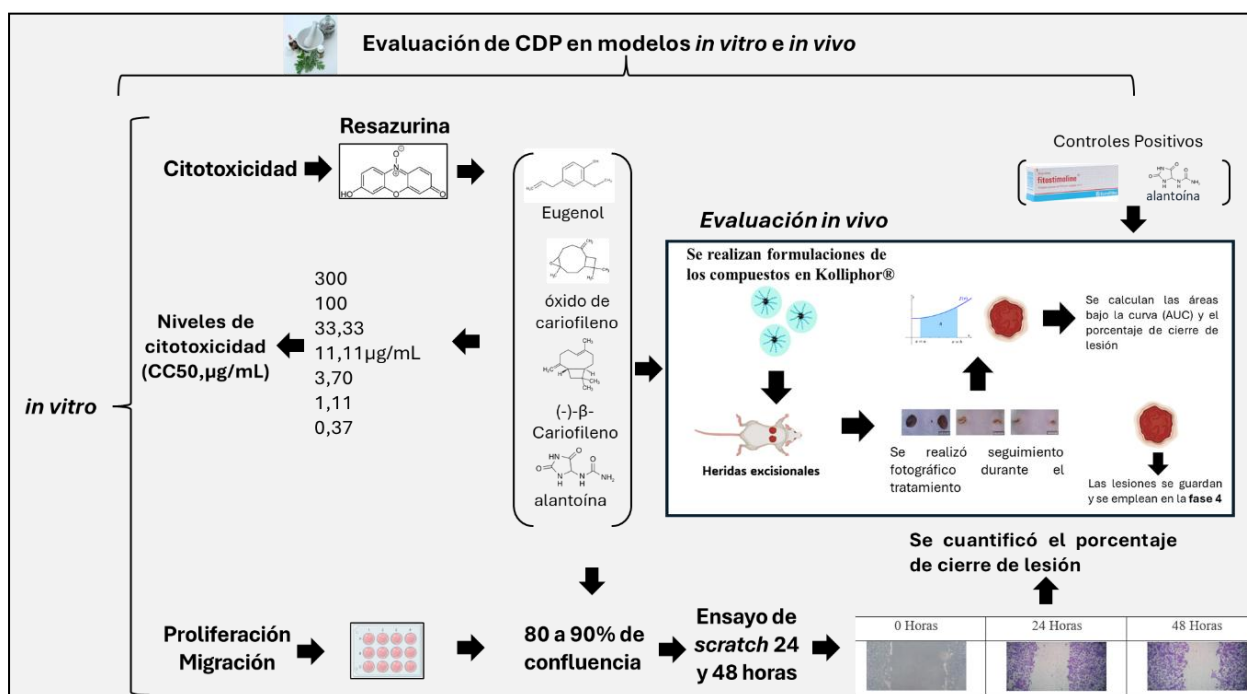 Evaluación de CDP en modelos in vitro e in vivo
Resazurina
Citotoxicidad
Eugenol
óxido de
cariofileno
(-)-β-
Cariofileno
alantoína
300
100
33,33
11,11µg/mL
3,70
1,11
0,37
Niveles de
citotoxicidad
(CC50,µg/mL)
in vitro
Controles Positivos
fitostimoline
alantoína
Evaluación in vivo
Se realizan formulaciones de
los compuestos en Kolliphor®
Heridas excisionales
Se realizó seguimiento
fotográfico durante el
tratamiento
Se calculan las áreas
bajo la curva (AUC) y el
porcentaje de cierre de
lesión
Las lesiones se guardan
y se emplean en la fase 4
Proliferación
Migración
80 a 90% de
confluencia
Ensayo de
scratch 24
y 48 horas
Se cuantificó el porcentaje
de cierre de lesión
0 Horas
24 Horas
48 Horas